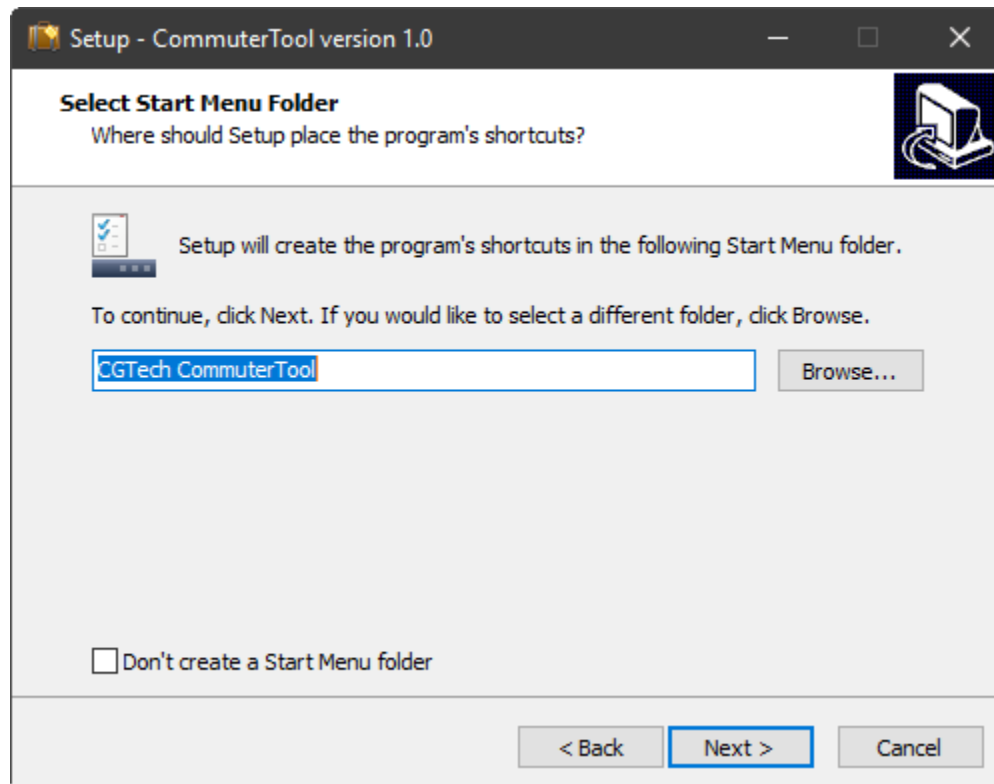 Setup - CommuterTool version 1.0
Select Start Menu Folder
Where should Setup place the program's shortcuts?
Setup will create the program's shortcuts in the following Start Menu folder.
To continue, click Next. If you would like to select a different folder, click Browse.
CGTech CommuterTool
Browse...
Don't create a Start Menu folder
< Back
Next >
Cancel